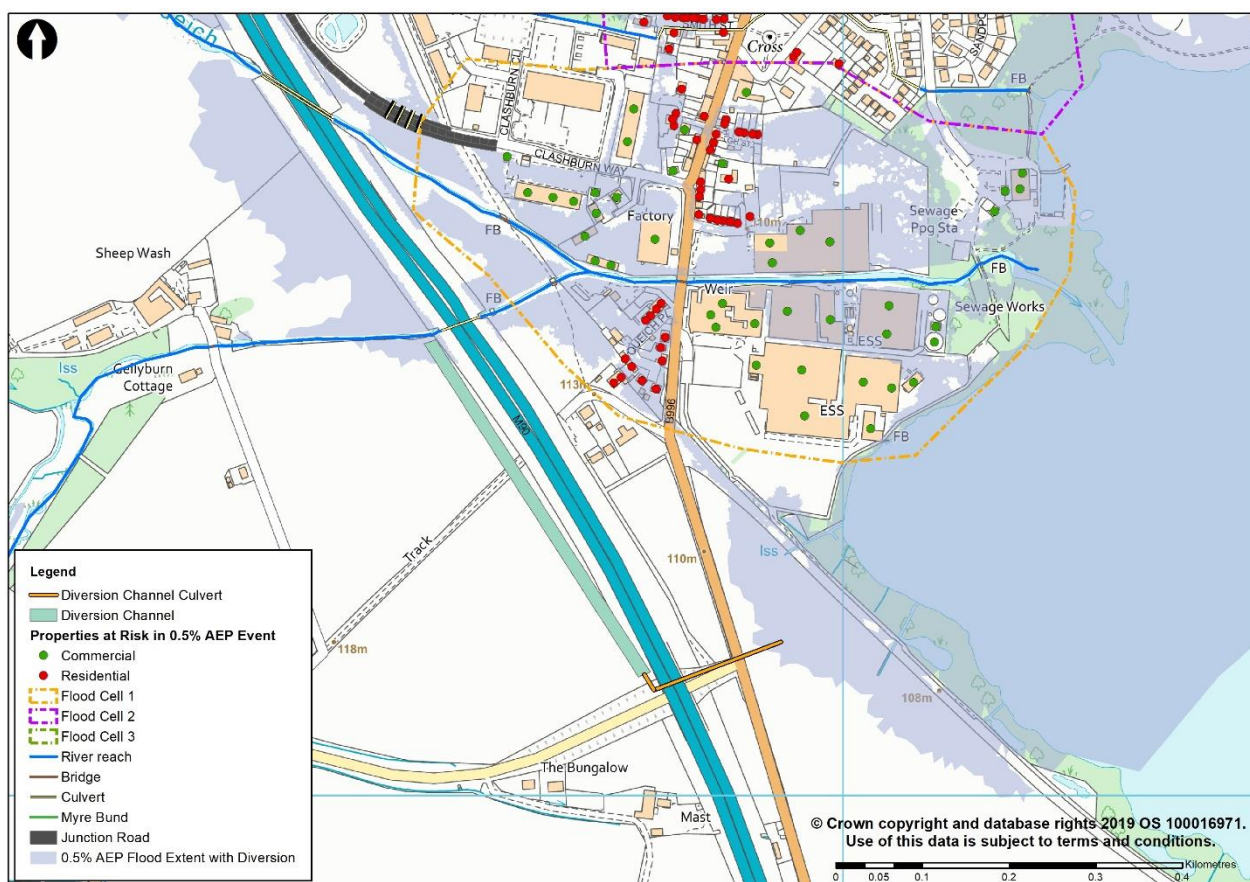 Cross
FB
CLASHBURN CL
CLASHBURN WAY
Factory
110m
Sewage
Ppg Sta
FB
FB
Weir
Sewage Works
FB
ESS
Sheep Wash
Iss
Gellyburn
Cottage
113m
B996
M90
ESS
FB
Track
110m
Iss
118m
108m
The Bungalow
Mast
Legend
Diversion Channel Culvert
Diversion Channel
Properties at Risk in 0.5% AEP Event
Commercial
Residential
Flood Cell 1
Flood Cell 2
Flood Cell 3
River reach
Bridge
Culvert
Myre Bund
Junction Road
0.5% AEP Flood Extent with Diversion
© Crown copyright and database rights 2019 OS 100016971.
Use of this data is subject to terms and conditions.
Kilometres
0 0.05 0.1 0.2 0.3 0.4